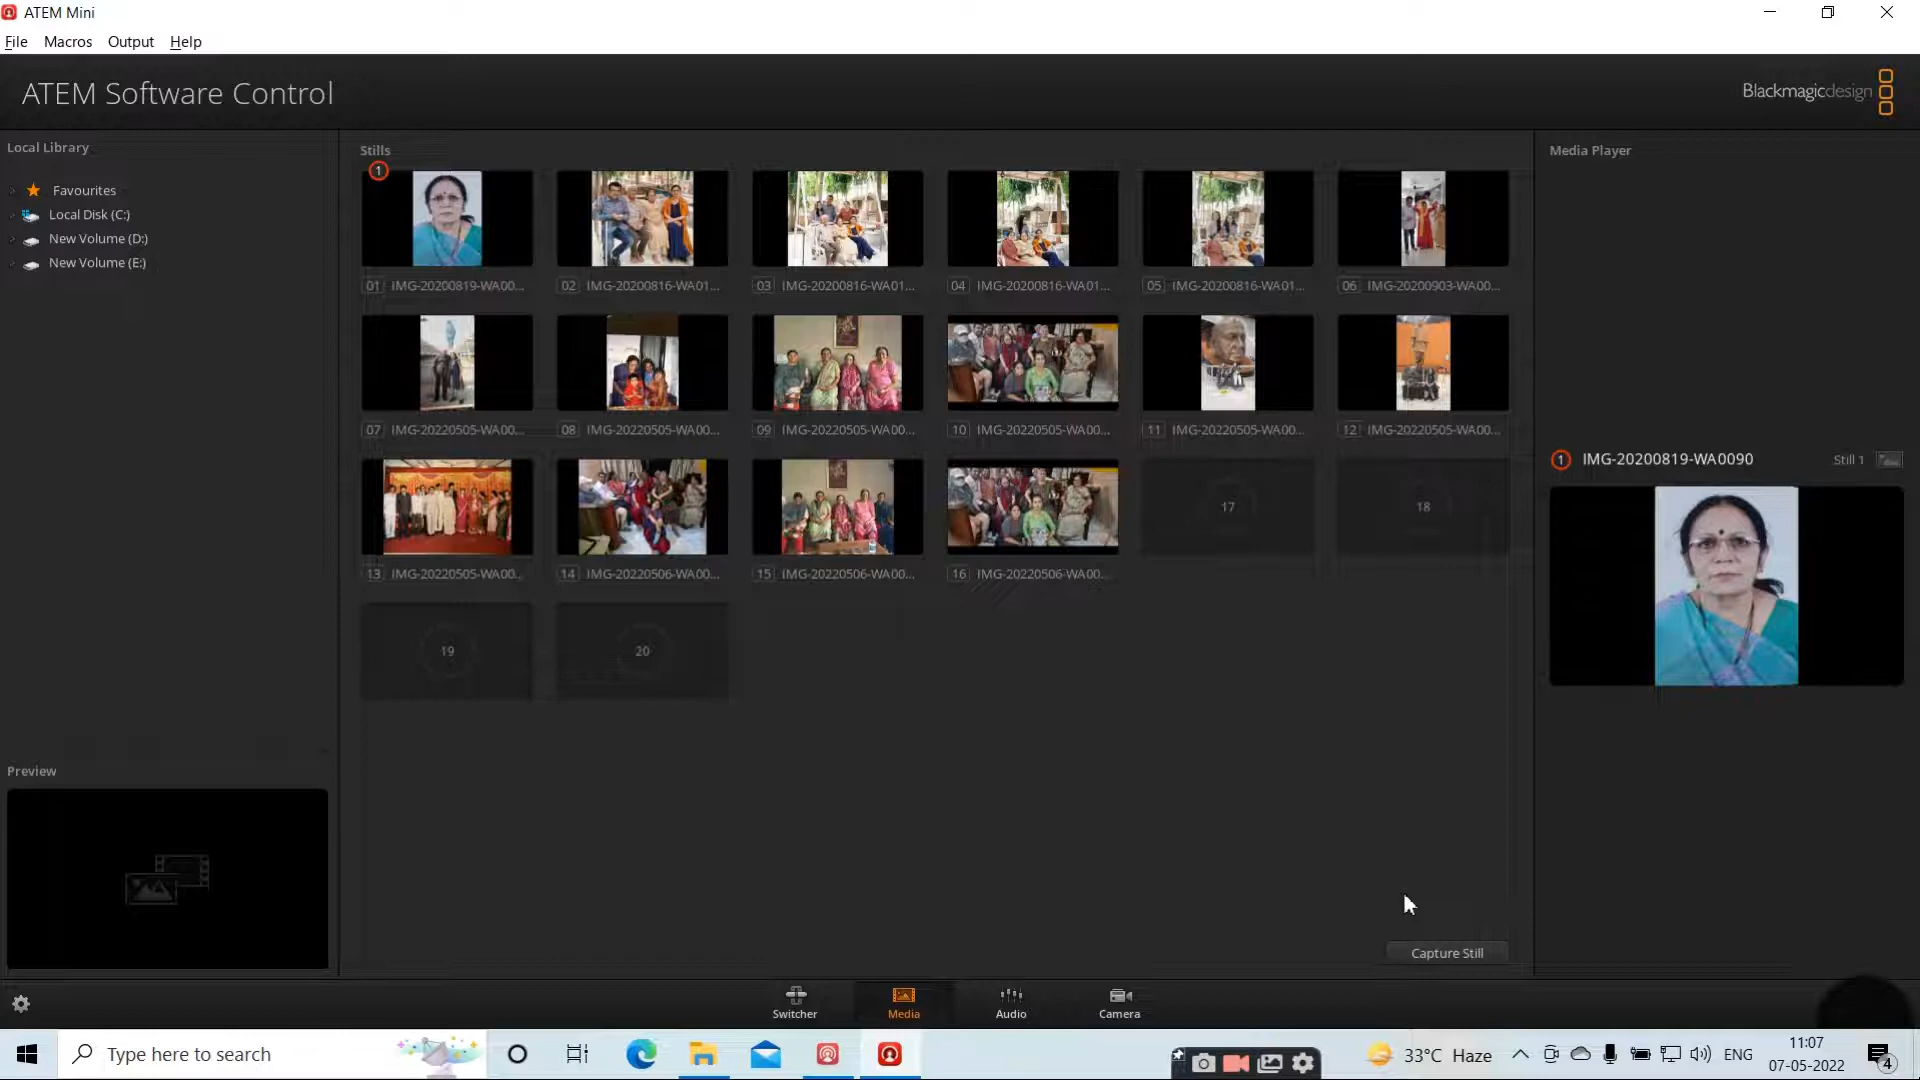 ATEM Mini
File Macros Output Help
ATEM Software Control
Blackmagicdesign
Local Library
Favourites
Local Disk (C:)
New Volume (D:)
New Volume (E:)
Stills
1
01 IMG-20200819-WA00...
02 IMG-20200816-WA01...
03 IMG-20200816-WA01...
04 IMG-20200816-WA01...
05 IMG-20200816-WA01...
06 IMG-20200903-WA00...
07 IMG-20220505-WA00...
08 IMG-20220505-WA00...
09 IMG-20220505-WA00...
10 IMG-20220505-WA00...
11 IMG-20220505-WA00...
12 IMG-20220505-WA00...
17
18
13 IMG-20220505-WA00...
14 IMG-20220506-WA00...
15 IMG-20220506-WA00...
16 IMG-20220506-WA00...
19
20
Capture Still
Media Player
1 IMG-20200819-WA0090 Still 1
Preview
Switcher
Media
Audio
Camera
Type here to search
33°C Haze
ENG
11:07
07-05-2022
4